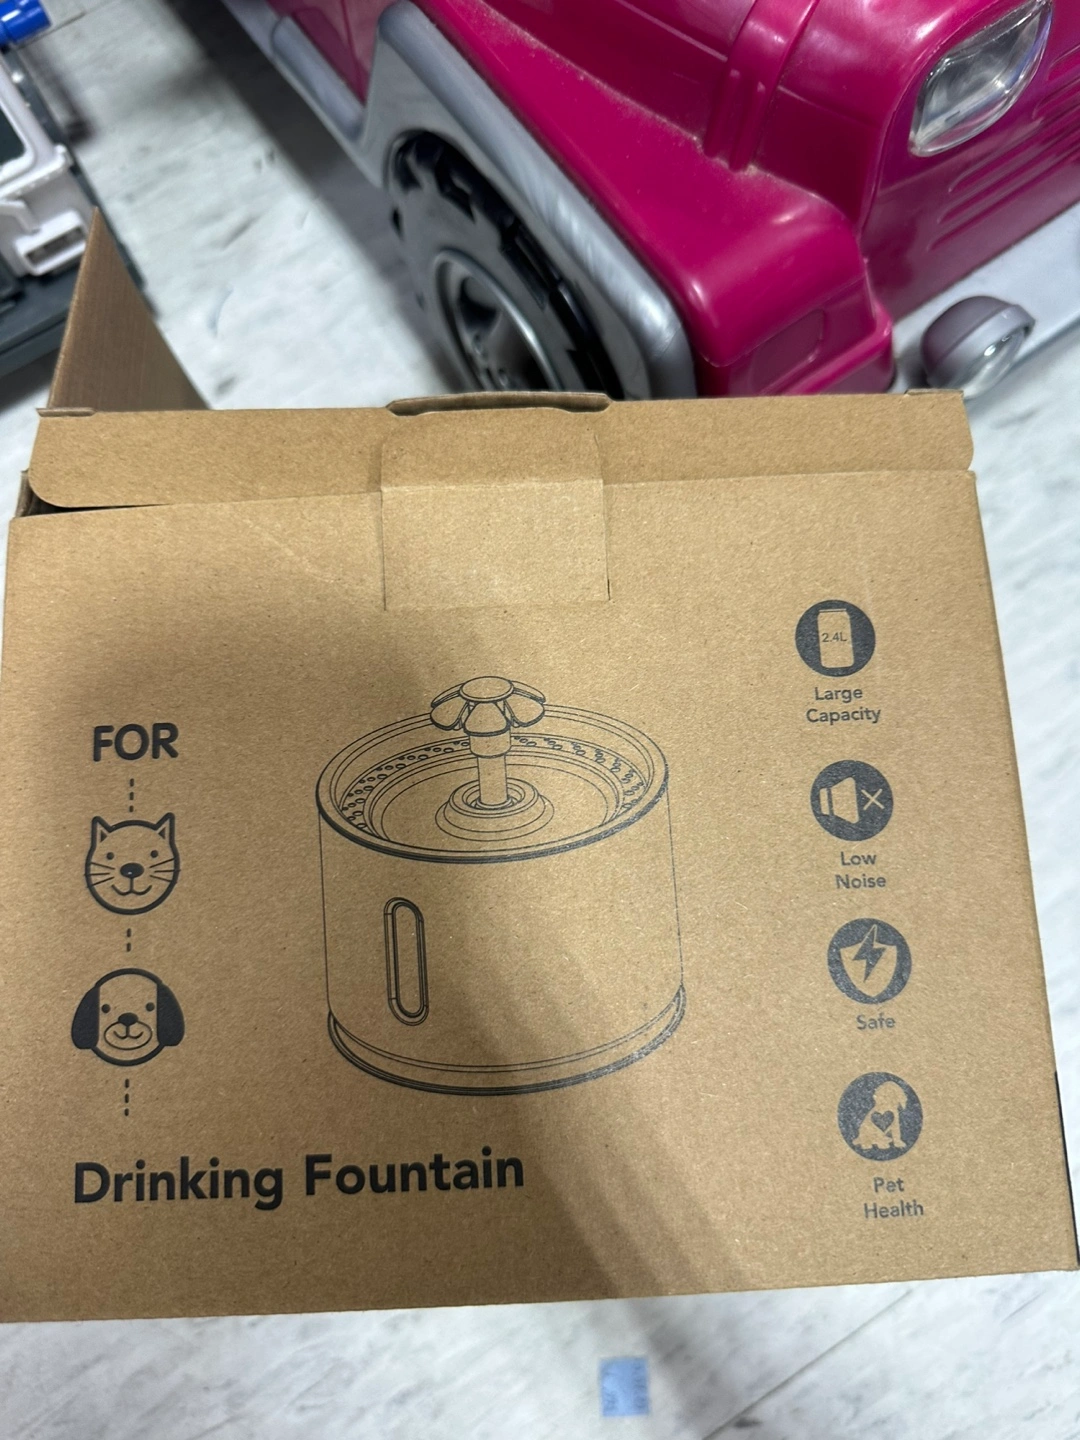 FOR
Drinking Fountain
2.4L
Large
Capacity
Low
Noise
Safe
Pet
Health